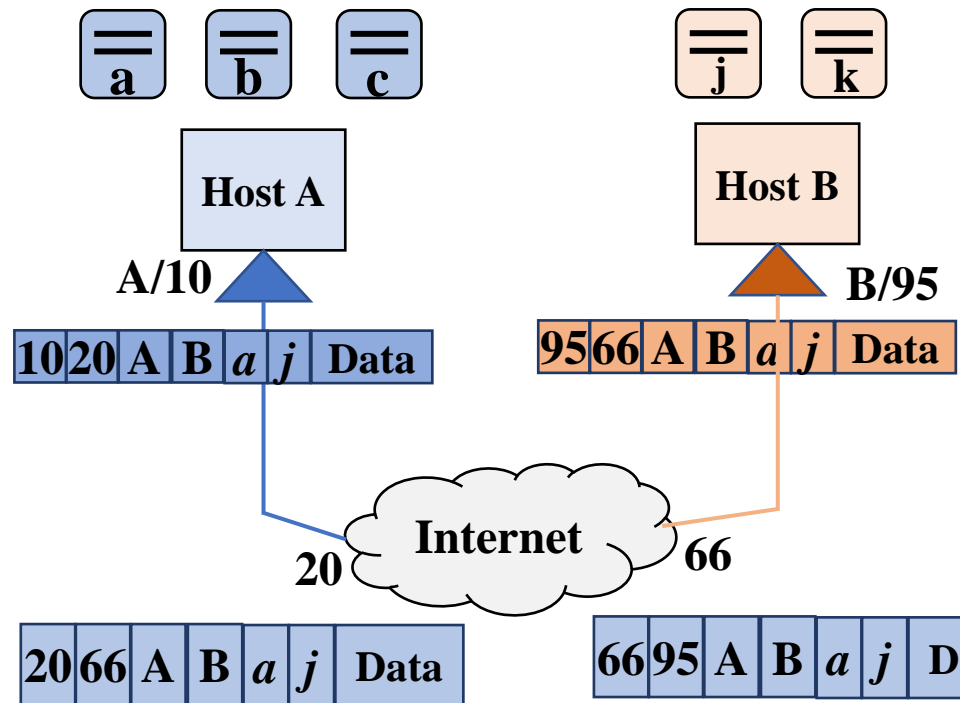 a b c j k
Host A Host B
A/10 B/95
10 20 A B a j Data
95 66 A B a j Data
Internet
20 66
20 66 A B a j Data
66 95 A B a j D